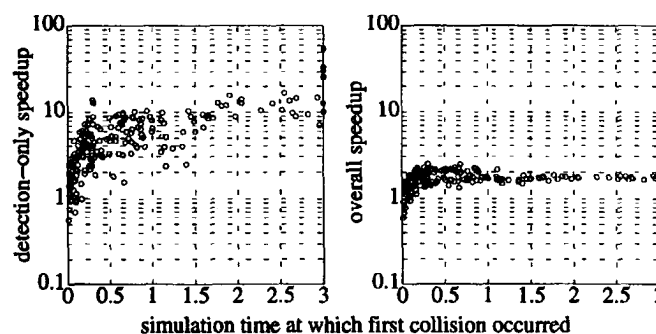 detection-only speedup
100
10
1
0.1
0 0.5 1 1.5 2 2.5 3
overall speedup
100
10
1
0.1
0 0.5 1 1.5 2 2.5 3
simulation time at which first collision occurred